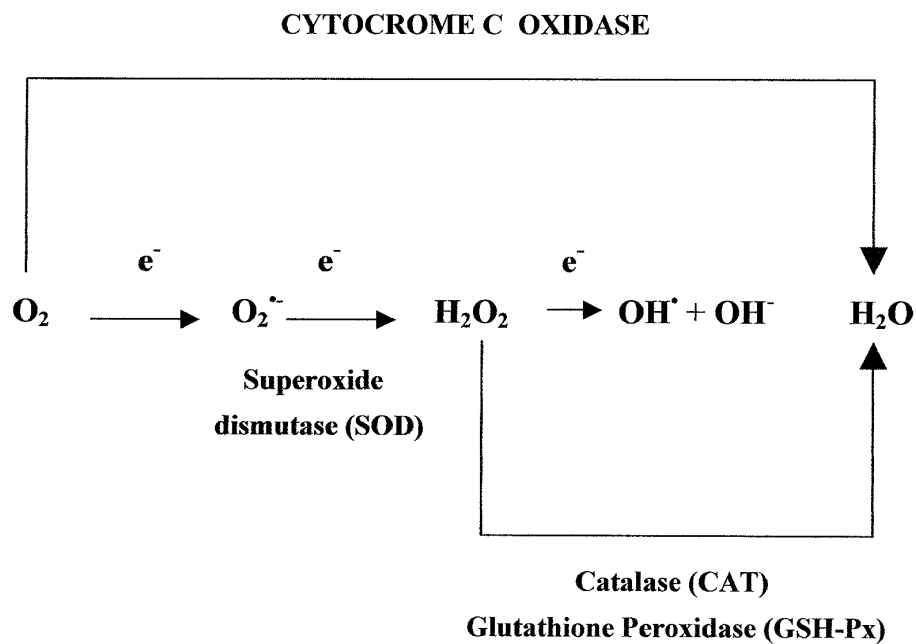 CYTOCROME C OXIDASE
e⁻ e⁻ e⁻
O₂ O₂•⁻ H₂O₂ OH• + OH⁻ H₂O
Superoxide
dismutase (SOD)
Catalase (CAT)
Glutathione Peroxidase (GSH-Px)